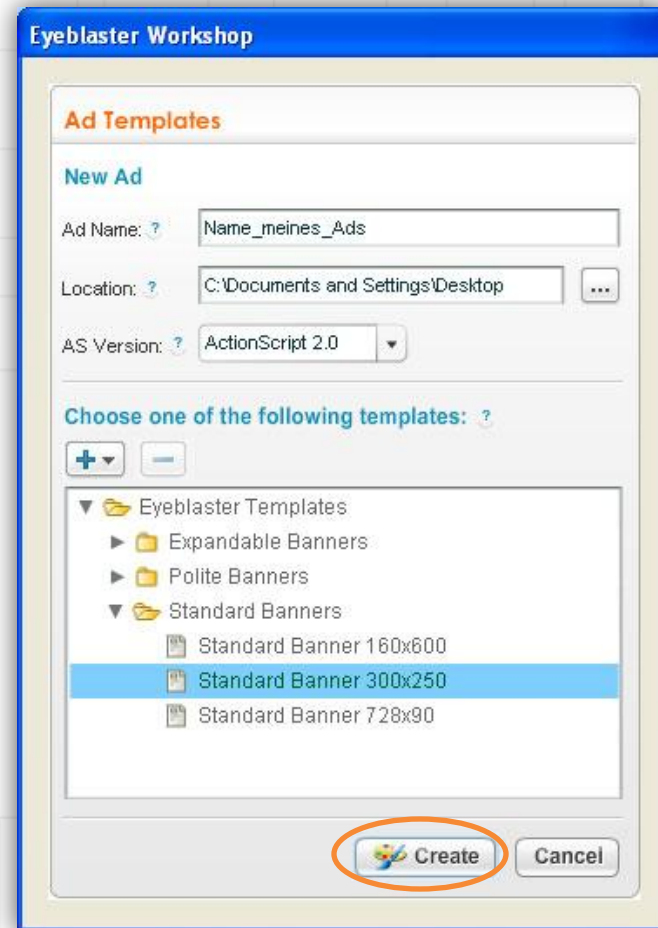 Eyeblaster Workshop
Ad Templates
New Ad
Ad Name: ? Name_meines_Ads
Location: ? C:\Documents and Settings\Desktop ...
AS Version: ? ActionScript 2.0
Choose one of the following templates: ?
Eyeblaster Templates
Expandable Banners
Polite Banners
Standard Banners
Standard Banner 160x600
Standard Banner 300x250
Standard Banner 728x90
Create Cancel